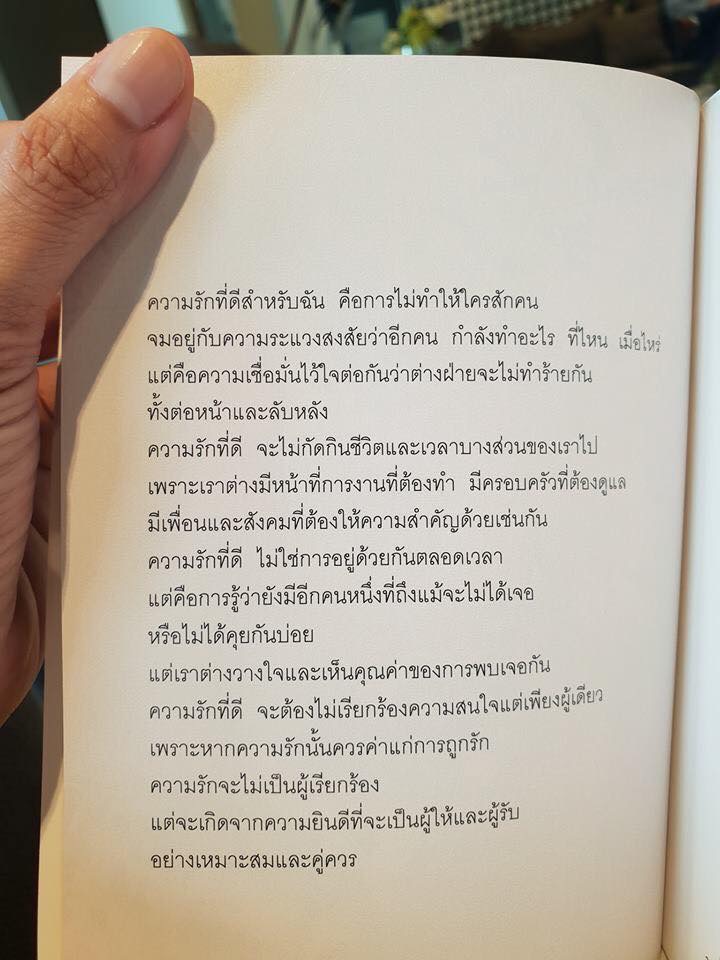 ความรักที่ดีสำหรับฉัน คือการไม่ทำให้ใครสักคน
จมอยู่กับความระแวงสงสัยว่าอีกคน กำลังทำอะไร ที่ไหน เมื่อไหร่
แต่คือความเชื่อมั่นไว้ใจต่อกันว่าต่างฝ่ายจะไม่ทำร้ายกัน
ทั้งต่อหน้าและลับหลัง
ความรักที่ดี จะไม่กัดกินชีวิตและเวลาบางส่วนของเราไป
เพราะเราต่างมีหน้าที่การงานที่ต้องทำ มีครอบครัวที่ต้องดูแล
มีเพื่อนและสังคมที่ต้องให้ความสำคัญด้วยเช่นกัน
ความรักที่ดี ไม่ใช่การอยู่ด้วยกันตลอดเวลา
แต่คือการรู้ว่ายังมีอีกคนหนึ่งที่ถึงแม้จะไม่ได้เจอ
หรือไม่ได้คุยกันบ่อย
แต่เราต่างวางใจและเห็นคุณค่าของการพบเจอกัน
ความรักที่ดี จะต้องไม่เรียกร้องความสนใจแต่เพียงผู้เดียว
เพราะหากความรักนั้นควรค่าแก่การถูกรัก
ความรักจะไม่เป็นผู้เรียกร้อง
แต่จะเกิดจากความยินดีที่จะเป็นผู้ให้และผู้รับ
อย่างเหมาะสมและคู่ควร